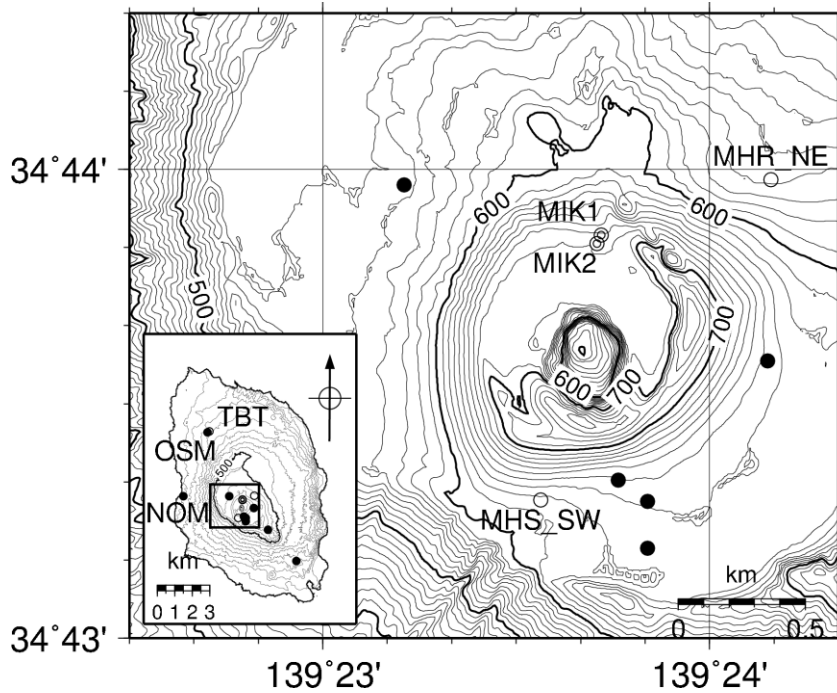 MHR_NE
34°44'
600
MIK1
600
MIK2
500
700
600
700
TBT
OSM
500
NOM
MHS_SW
km
0 1 2 3
km
0 0.5
34°43'
139°23' 139°24'